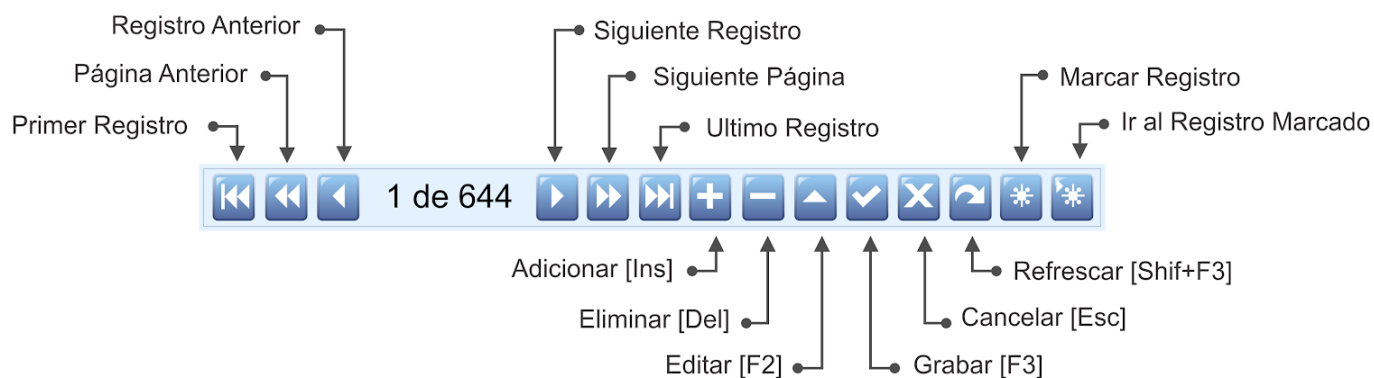 Registro Anterior
Siguiente Registro
Página Anterior
Siguiente Página
Marcar Registro
Primer Registro
Ultimo Registro
Ir al Registro Marcado
1 de 644
Adicionar [Ins]
Refrescar [Shif+F3]
Eliminar [Del]
Cancelar [Esc]
Editar [F2]
Grabar [F3]